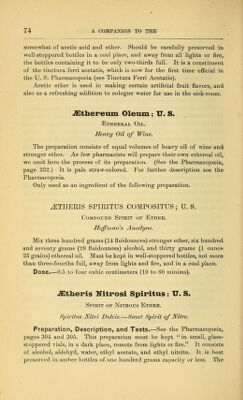 74 A COMPANION TO THE
somewhat of acetic acid and ether. Should be carefully preserved in
well-stoppered bottles in a cool place, and away from all lights or fire,
the bottles containing it to be only two-thirds full. It is a constituent
of the tinctura ferri acetatis, which is now for the first time official in
the U. S. Pharmacopœia (see Tinctura Ferri Acetatis).
Acetic ether is used in making certain artificial fruit flavors, and
also as a refreshing addition to cologne water for use in the sick-room.
Æthereum Oleum; U. S.
Ethereal Oil.
Heavy Oil of Wine.
The preparation consists of equal volumes of heavy oil of wine and
stronger ether. As few pharmacists will prepare their own ethereal oil,
we omit here the process of its preparation. (See the Pharmacopœia,
page 232.) It is pale straw-colored. For further description see the
Pharmacopœia.
Only used as an ingredient of the following preparation.
ÆTHERIS SPIRITUS COMPOSITUS; U. S.
Compound Spirit of Ether.
Hoffman's Anodyne.
Mix three hundred grams (14 fluidounces) stronger ether, six hundred
and seventy grams (28 fluidounces) alcohol, and thirty grams (1 ounce
25 grains) ethereal oil. Must be kept in well-stoppered bottles, not more
than three-fourths full, away from lights and fire, and in a cool place.
Dose.—0.5 to four cubic centimeters (10 to 60 minims).
Ætheris Nitrosi Spiritus; U. S.
Spirit of Nitrous Ether.
Spiritus Nitri Dulcis.—Sweet Spirit of Nitre.
Preparation, Description, and Tests.—See the Pharmacopœia,
pages 304 and 305. This preparation must be kept "in small, glass-
stoppered vials, in a dark place, remote from lights or fire." It consists
of alcohol, aldehyd, water, ethyl acetate, and ethyl nitrite. It is best
preserved in amber bottles of one hundred grams capacity or less. The